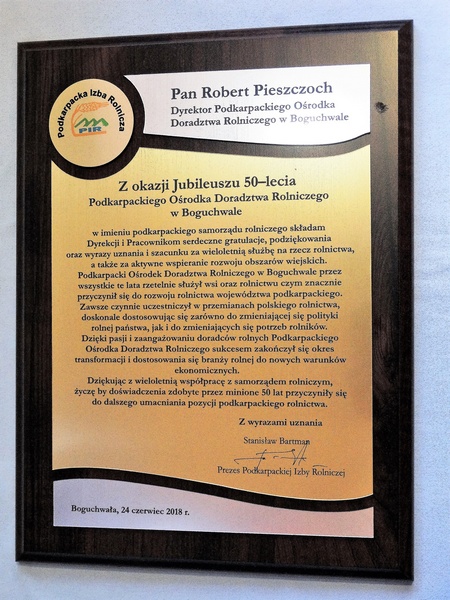 Podkarpacka Izba Rolnicza
PIR
Pan Robert Pieszczoch
Dyrektor Podkarpackiego Ośrodka
Doradztwa Rolniczego w Boguchwale
Z okazji Jubileuszu 50–lecia
Podkarpackiego Ośrodka Doradztwa Rolniczego
w Boguchwale
w imieniu podkarpackiego samorządu rolniczego składam
Dyrekcji i Pracownikom serdeczne gratulacje, podziękowania
oraz wyrazy uznania i szacunku za wieloletnią służbę na rzecz rolnictwa,
a także za aktywne wspieranie rozwoju obszarów wiejskich.
Podkarpacki Ośrodek Doradztwa Rolniczego w Boguchwale przez
wszystkie te lata rzetelnie służył wsi oraz rolnictwu czym znacznie
przyczynił się do rozwoju rolnictwa województwa podkarpackiego.
Zawsze czynnie uczestniczył w przemianach polskiego rolnictwa,
doskonale dostosowując się zarówno do zmieniającej się polityki
rolnej państwa, jak i do zmieniających się potrzeb rolników.
Dzięki pasji i zaangażowaniu doradców rolnych Podkarpackiego
Ośrodka Doradztwa Rolniczego sukcesem zakończył się okres
transformacji i dostosowania się branży rolnej do nowych warunków
ekonomicznych.
Dziękując z wieloletnią współpracę z samorządem rolniczym,
życzę by doświadczenia zdobyte przez minione 50 lat przyczyniły się
do dalszego umacniania pozycji podkarpackiego rolnictwa.
Z wyrazami uznania
Stanisław Bartman
Prezes Podkarpackiej Izby Rolniczej
Boguchwała, 24 czerwiec 2018 r.